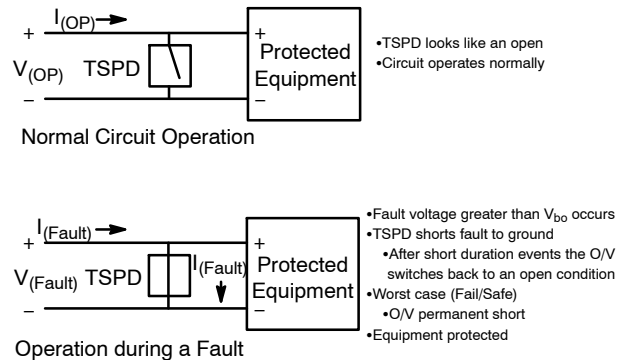 I(OP)
+ +
V(OP) TSPD Protected
Equipment
− −
•TSPD looks like an open
•Circuit operates normally
Normal Circuit Operation
I(Fault)
+ +
V(Fault) TSPD I(Fault) Protected
Equipment
− −
•Fault voltage greater than Vbo occurs
•TSPD shorts fault to ground
•After short duration events the O/V
switches back to an open condition
•Worst case (Fail/Safe)
•O/V permanent short
•Equipment protected
Operation during a Fault